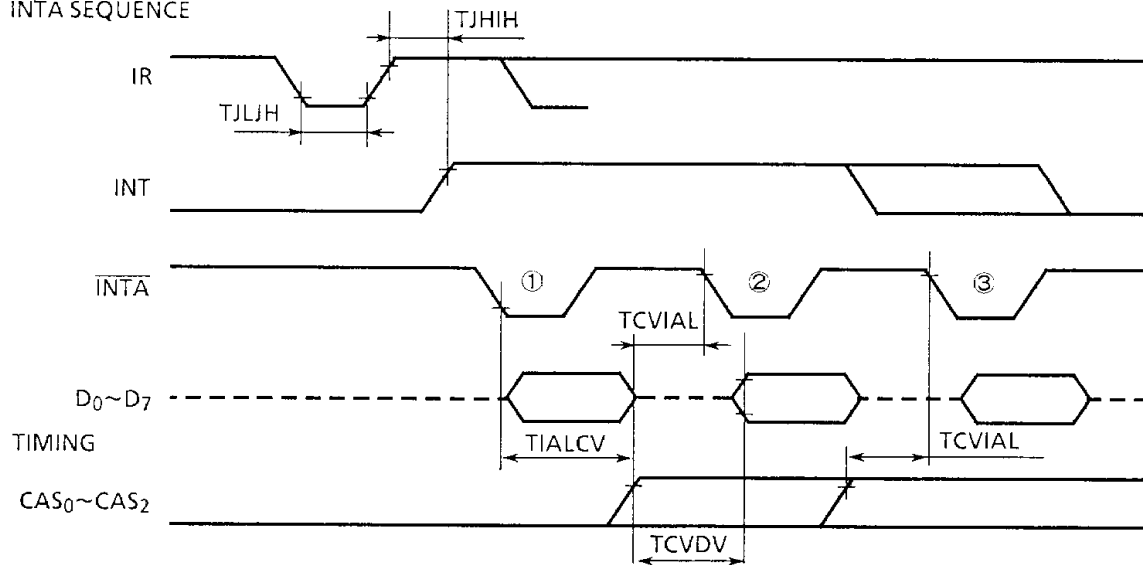 INTA SEQUENCE
TJHIH
IR
TJLJH
INT
INTA
①
②
③
TCVIAL
D0~D7
TIMING
TIALCV
TCVIAL
CAS0~CAS2
TCVDV